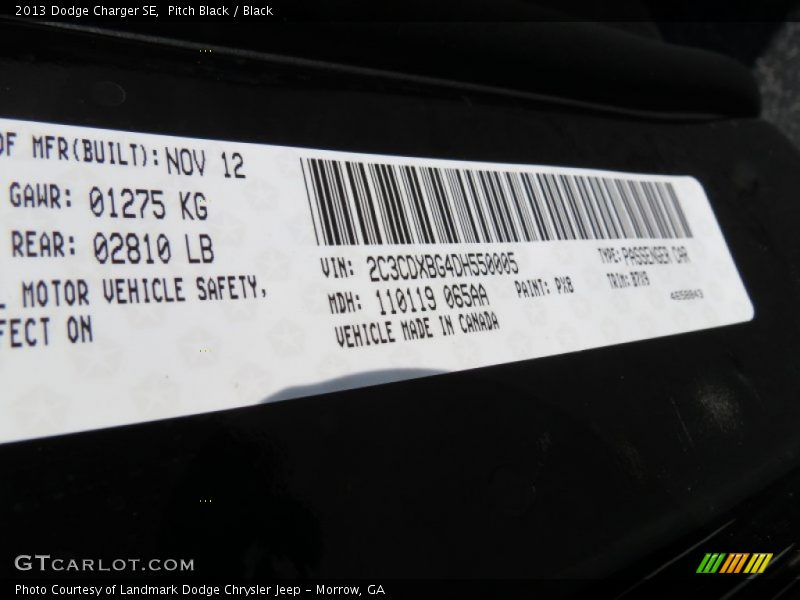 2013 Dodge Charger SE,  Pitch Black / Black
OF MFR(BUILT): NOV 12
GAWR: 01275 KG
REAR: 02810 LB
MOTOR VEHICLE SAFETY,
FECT ON
VIN: 2C3CDXBG4DH550005
TYPE: PASSENGER CAR
MDH: 110119 065AA
PAINT: PX8
TRIM:
VEHICLE MADE IN CANADA
GTCARLOT.COM
Photo Courtesy of Landmark Dodge Chrysler Jeep – Morrow, GA